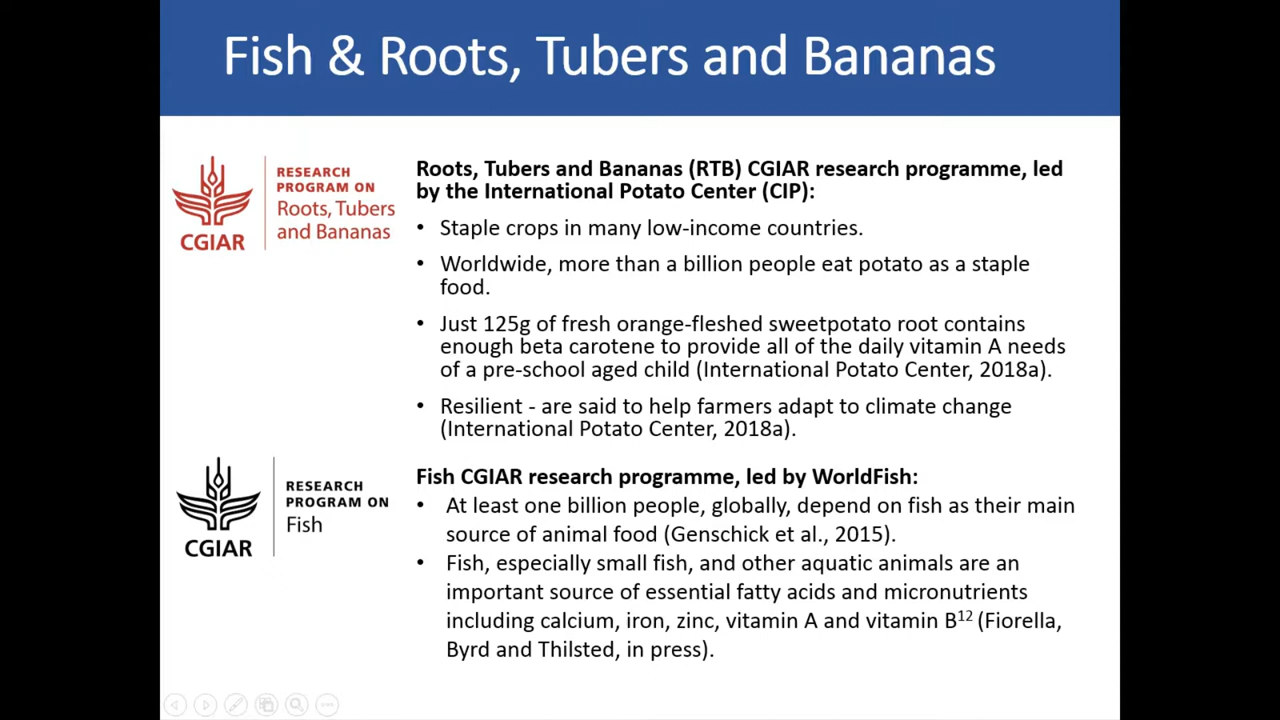 Fish & Roots, Tubers and Bananas
RESEARCH
PROGRAM ON
Roots, Tubers
and Bananas
CGIAR
Roots, Tubers and Bananas (RTB) CGIAR research programme, led
by the International Potato Center (CIP):
• Staple crops in many low-income countries.
• Worldwide, more than a billion people eat potato as a staple
food.
• Just 125g of fresh orange-fleshed sweetpotato root contains
enough beta carotene to provide all of the daily vitamin A needs
of a pre-school aged child (International Potato Center, 2018a).
• Resilient - are said to help farmers adapt to climate change
(International Potato Center, 2018a).
RESEARCH
PROGRAM ON
Fish
CGIAR
Fish CGIAR research programme, led by WorldFish:
• At least one billion people, globally, depend on fish as their main
source of animal food (Genschick et al., 2015).
• Fish, especially small fish, and other aquatic animals are an
important source of essential fatty acids and micronutrients
including calcium, iron, zinc, vitamin A and vitamin B¹² (Fiorella,
Byrd and Thilsted, in press).